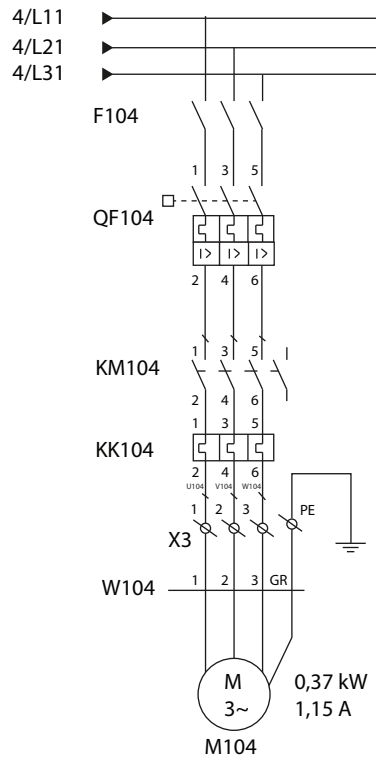 4/L11
4/L21
4/L31
F104
1 3 5
QF104
I> I> I>
2 4 6
1 3 5
KM104
2 4 6
1 3 5
KK104
2 4 6
U104 V104 W104
1 2 3 PE
X3
W104 1 2 3 GR
M 0,37 kW
3~ 1,15 A
M104